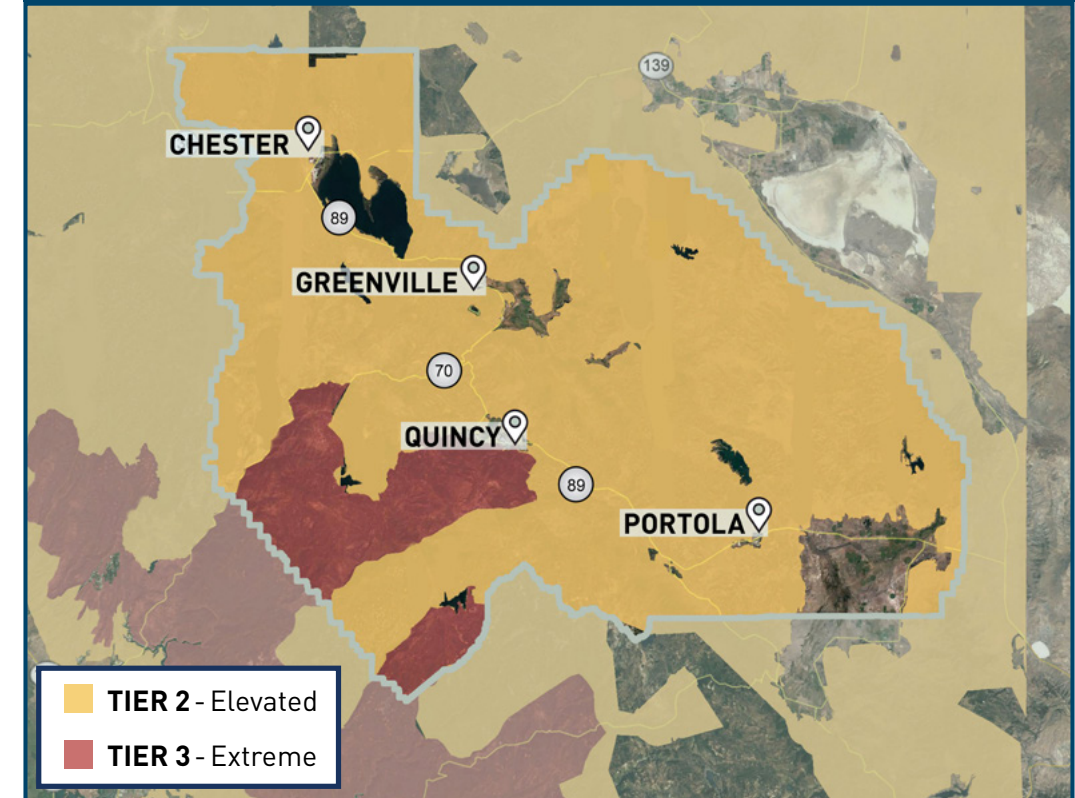 139
CHESTER
89
GREENVILLE
70
QUINCY
89
PORTOLA
TIER 2 - Elevated
TIER 3 - Extreme